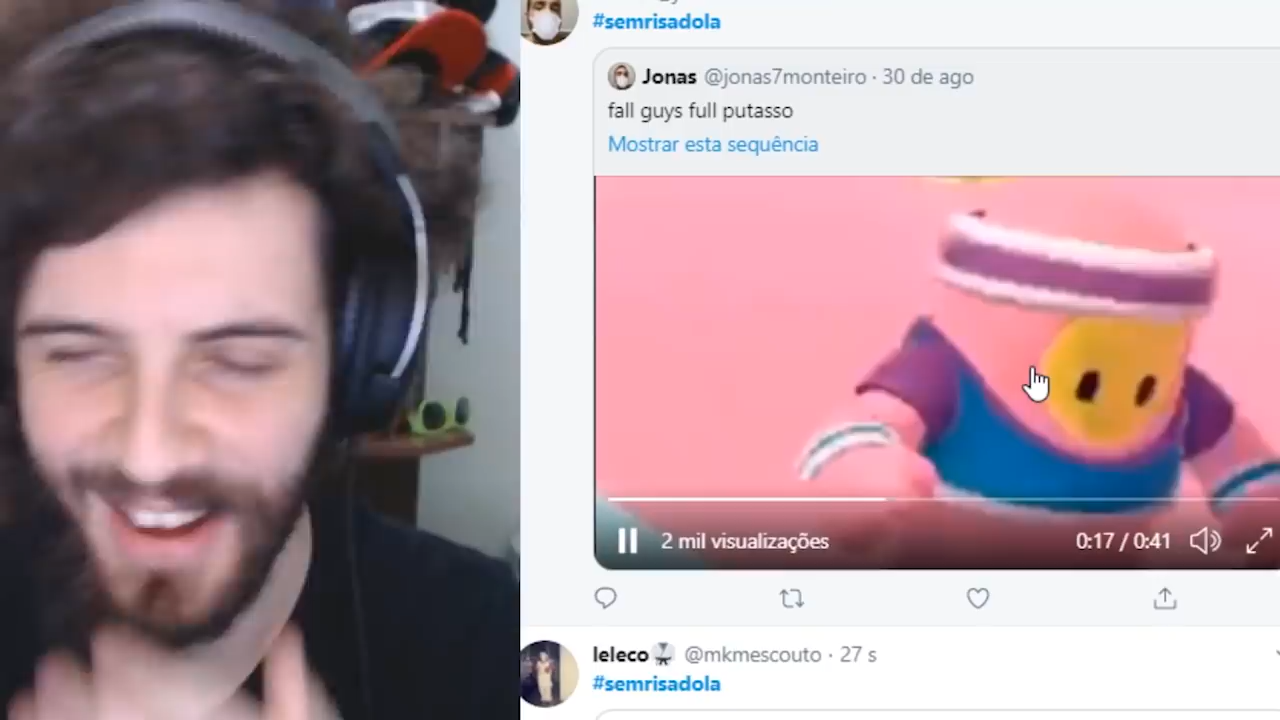 #semrisadola
Jonas @jonas7monteiro · 30 de ago
fall guys full putasso
Mostrar esta sequência
2 mil visualizações
0:17 / 0:41
leleco @mkmescouto · 27 s
#semrisadola